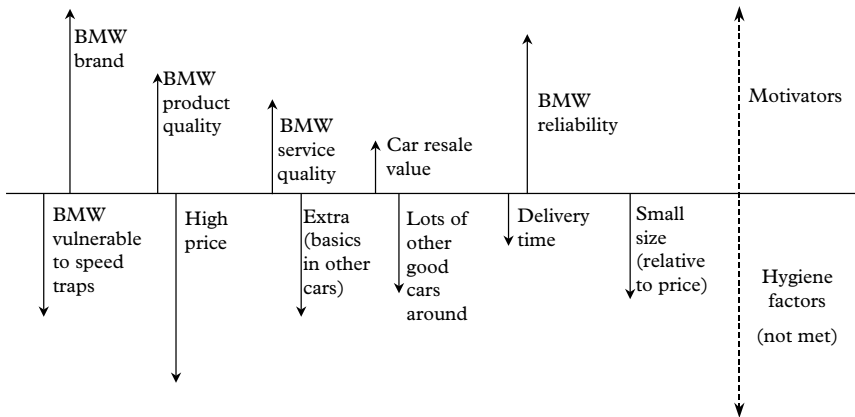 BMW
brand
BMW
product
quality
BMW
service
quality
Car resale
value
BMW
reliability
Motivators
BMW
vulnerable
to speed
traps
High
price
Extra
(basics
in other
cars)
Lots of
other
good
cars
around
Delivery
time
Small
size
(relative
to price)
Hygiene
factors
(not met)